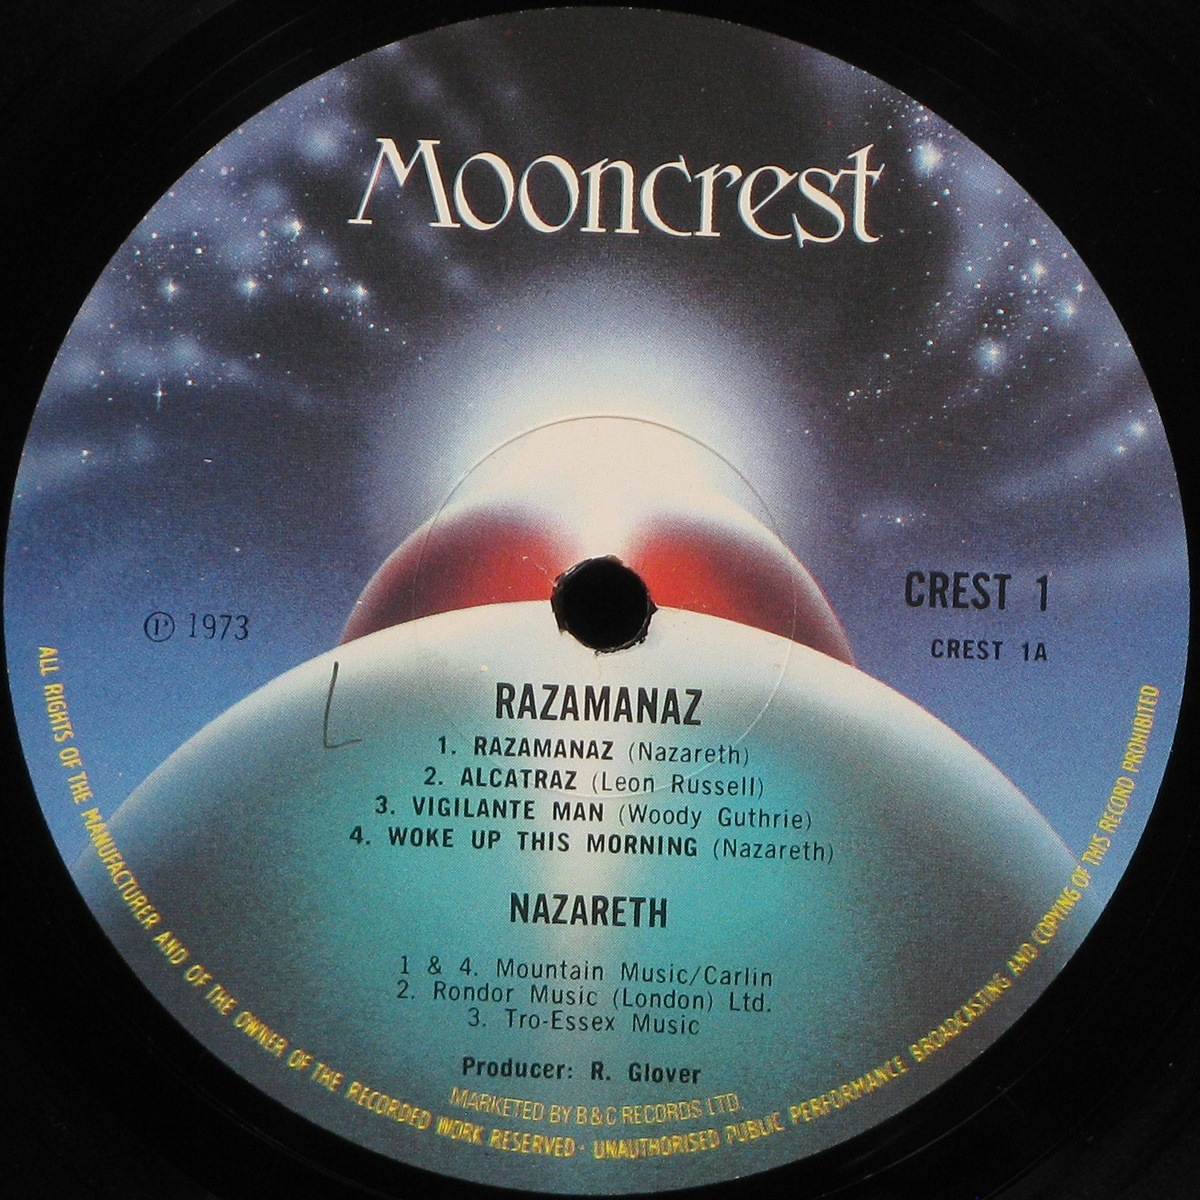 Mooncrest
CREST 1
CREST 1A
Ⓟ 1973
RAZAMANAZ
1. RAZAMANAZ (Nazareth)
2. ALCATRAZ (Leon Russell)
3. VIGILANTE MAN (Woody Guthrie)
4. WOKE UP THIS MORNING (Nazareth)
NAZARETH
1 & 4. Mountain Music/Carlin
2. Rondor Music (London) Ltd.
3. Tro-Essex Music
Producer: R. Glover
MARKETED BY B&C RECORDS LTD.
ALL RIGHTS OF THE MANUFACTURER AND OF THE OWNER OF THE RECORDED WORK RESERVED · UNAUTHORISED PUBLIC PERFORMANCE BROADCASTING AND COPYING OF THIS RECORD PROHIBITED
L